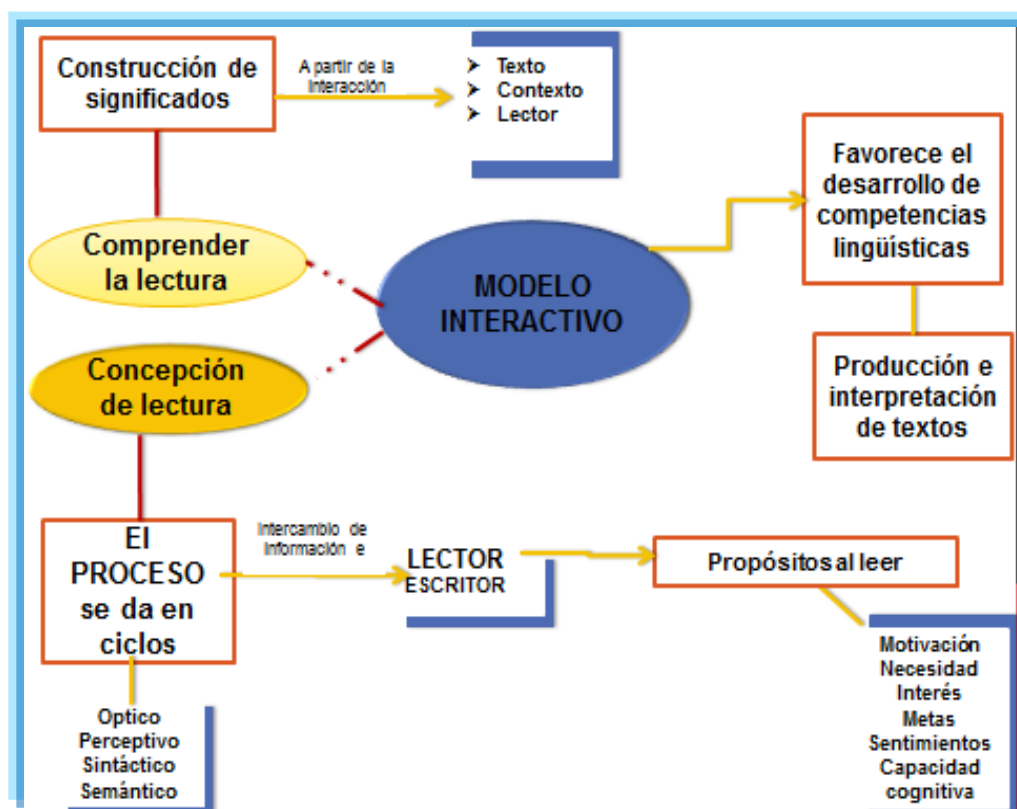 Construcción de
significados
A partir de la
Interacción
➤ Texto
➤ Contexto
➤ Lector
Favorece el
desarrollo de
competencias
lingüísticas
Comprender
la lectura
MODELO
INTERACTIVO
Concepción
de lectura
Producción e
interpretación
de textos
El
PROCESO
se da en
ciclos
Intercambio de
Información e
LECTOR
ESCRITOR
Propósitos al leer
Motivación
Necesidad
Interés
Metas
Sentimientos
Capacidad
cognitiva
Optico
Perceptivo
Sintáctico
Semántico